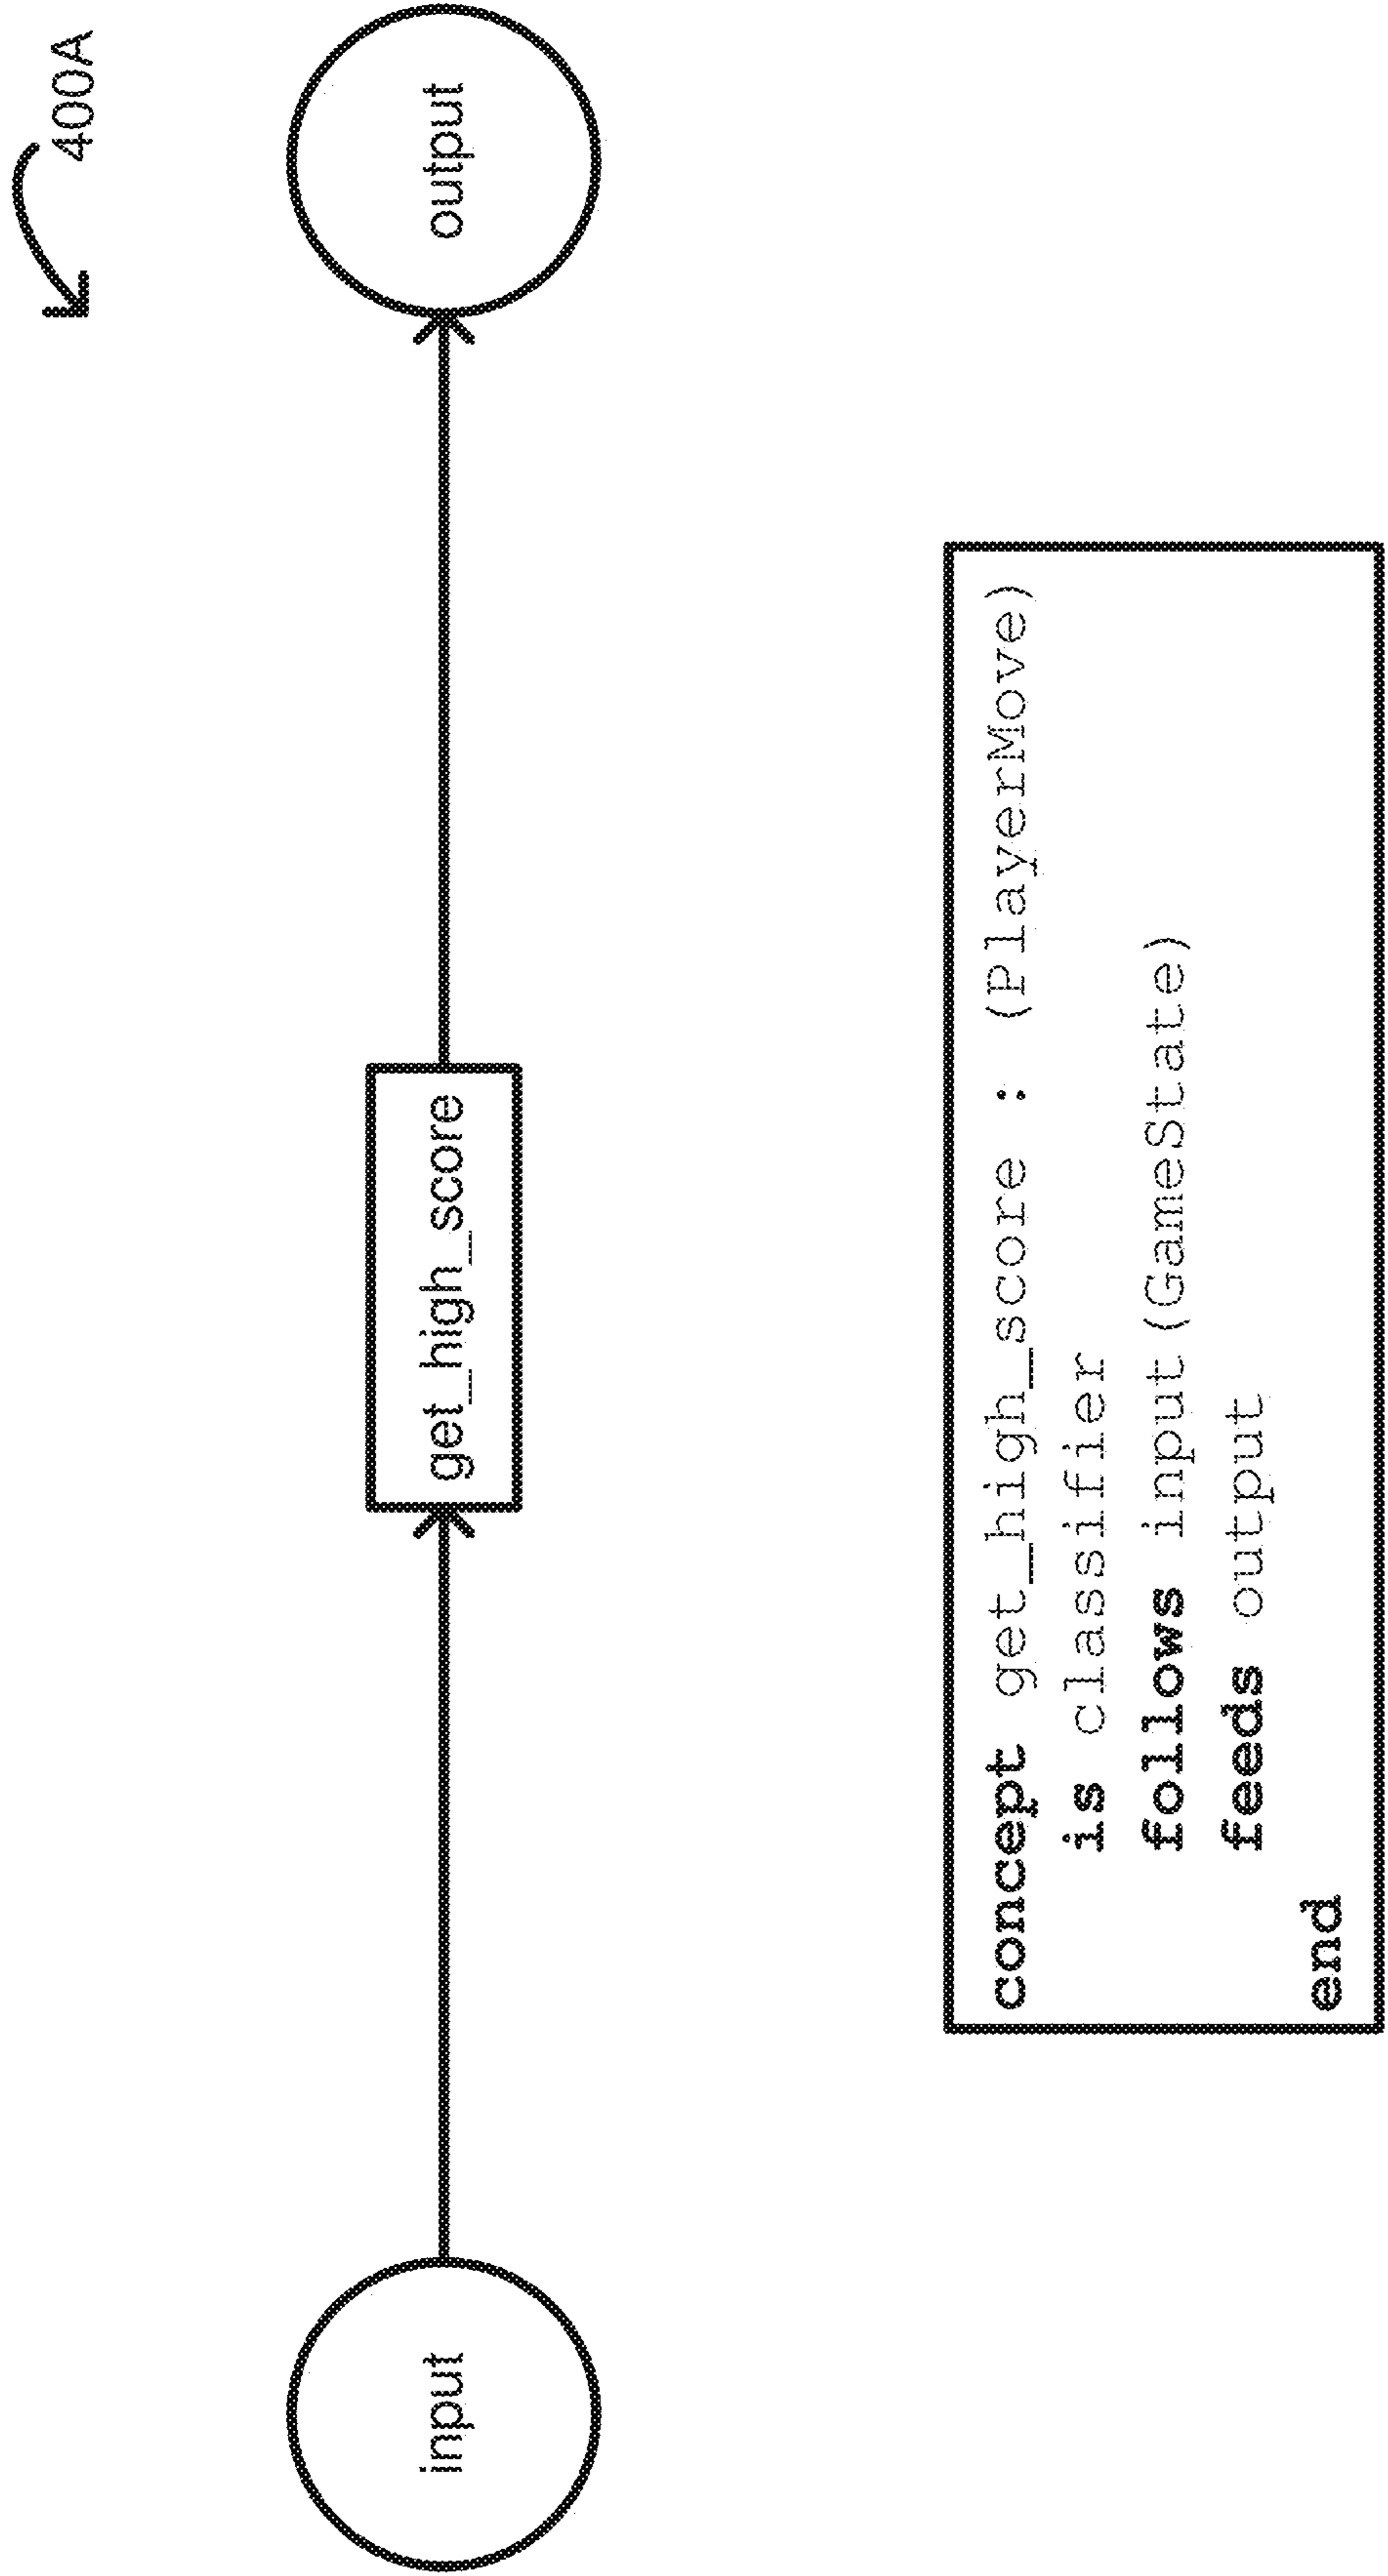 400A
input
get_high_score
output
concept get_high_score : (PlayerMove)
is classifier
follows input(GameState)
feeds output
end